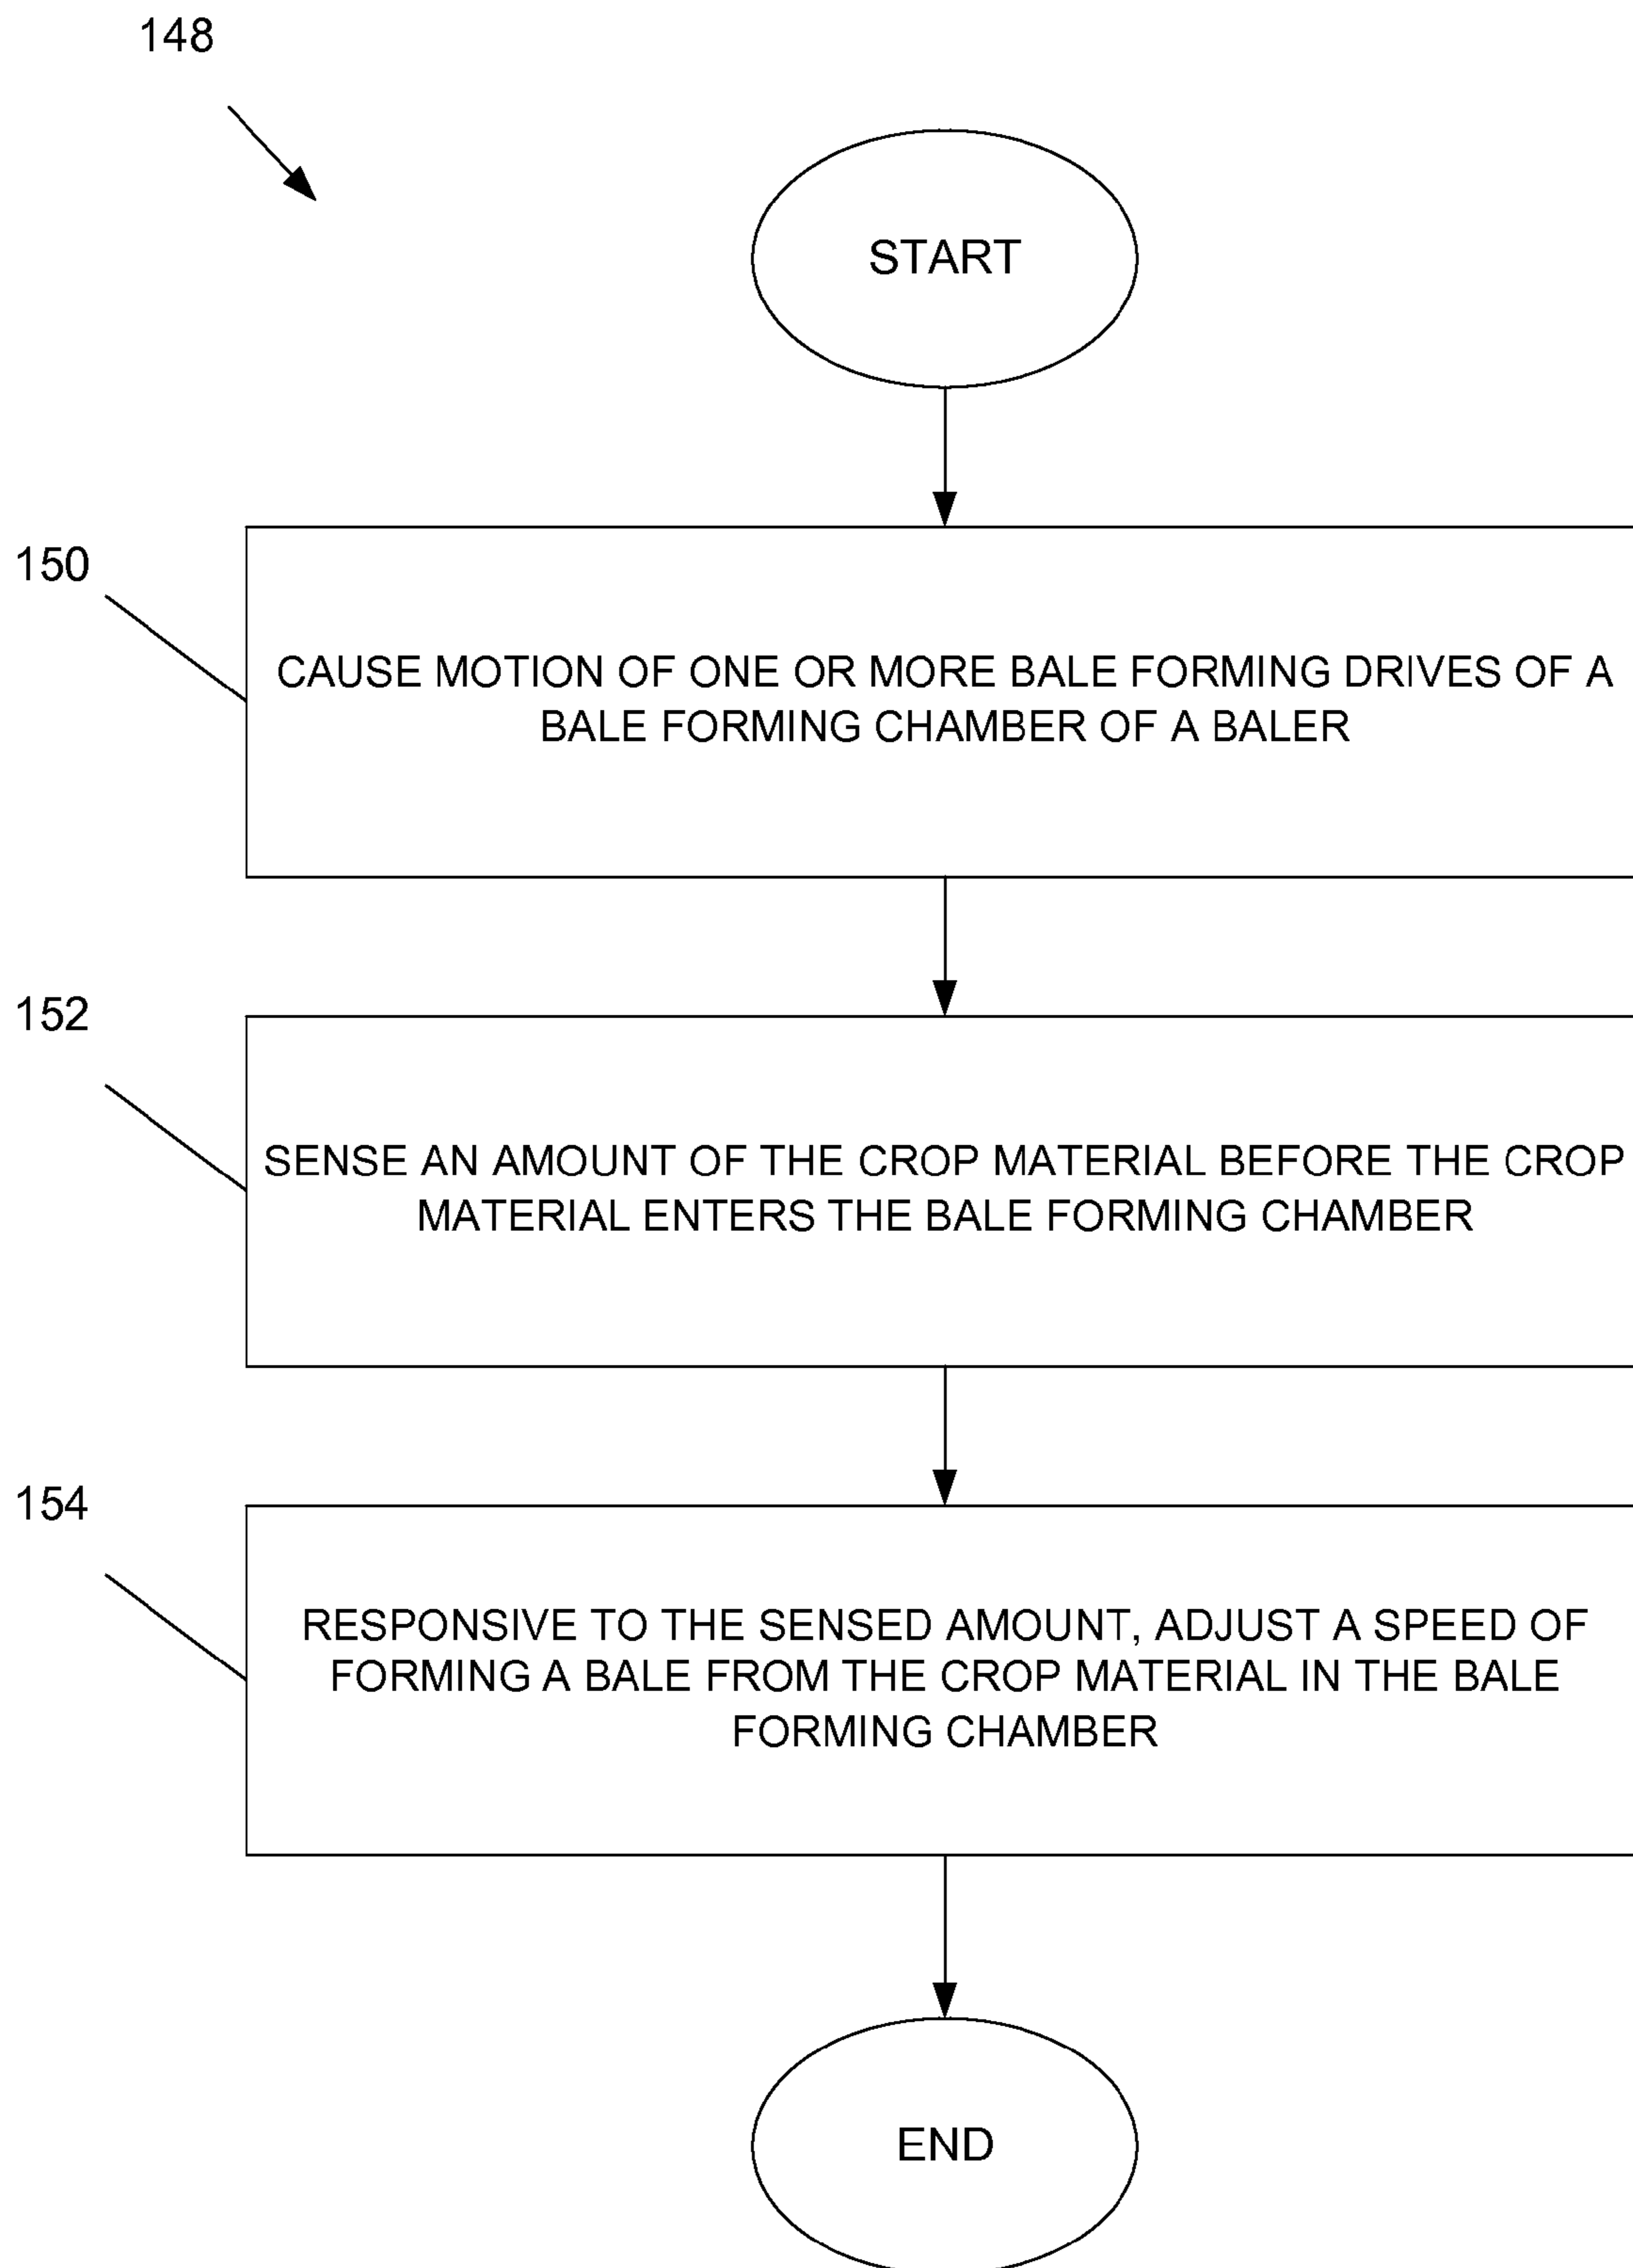 148
START
150
CAUSE MOTION OF ONE OR MORE BALE FORMING DRIVES OF A
BALE FORMING CHAMBER OF A BALER
152
SENSE AN AMOUNT OF THE CROP MATERIAL BEFORE THE CROP
MATERIAL ENTERS THE BALE FORMING CHAMBER
154
RESPONSIVE TO THE SENSED AMOUNT, ADJUST A SPEED OF
FORMING A BALE FROM THE CROP MATERIAL IN THE BALE
FORMING CHAMBER
END